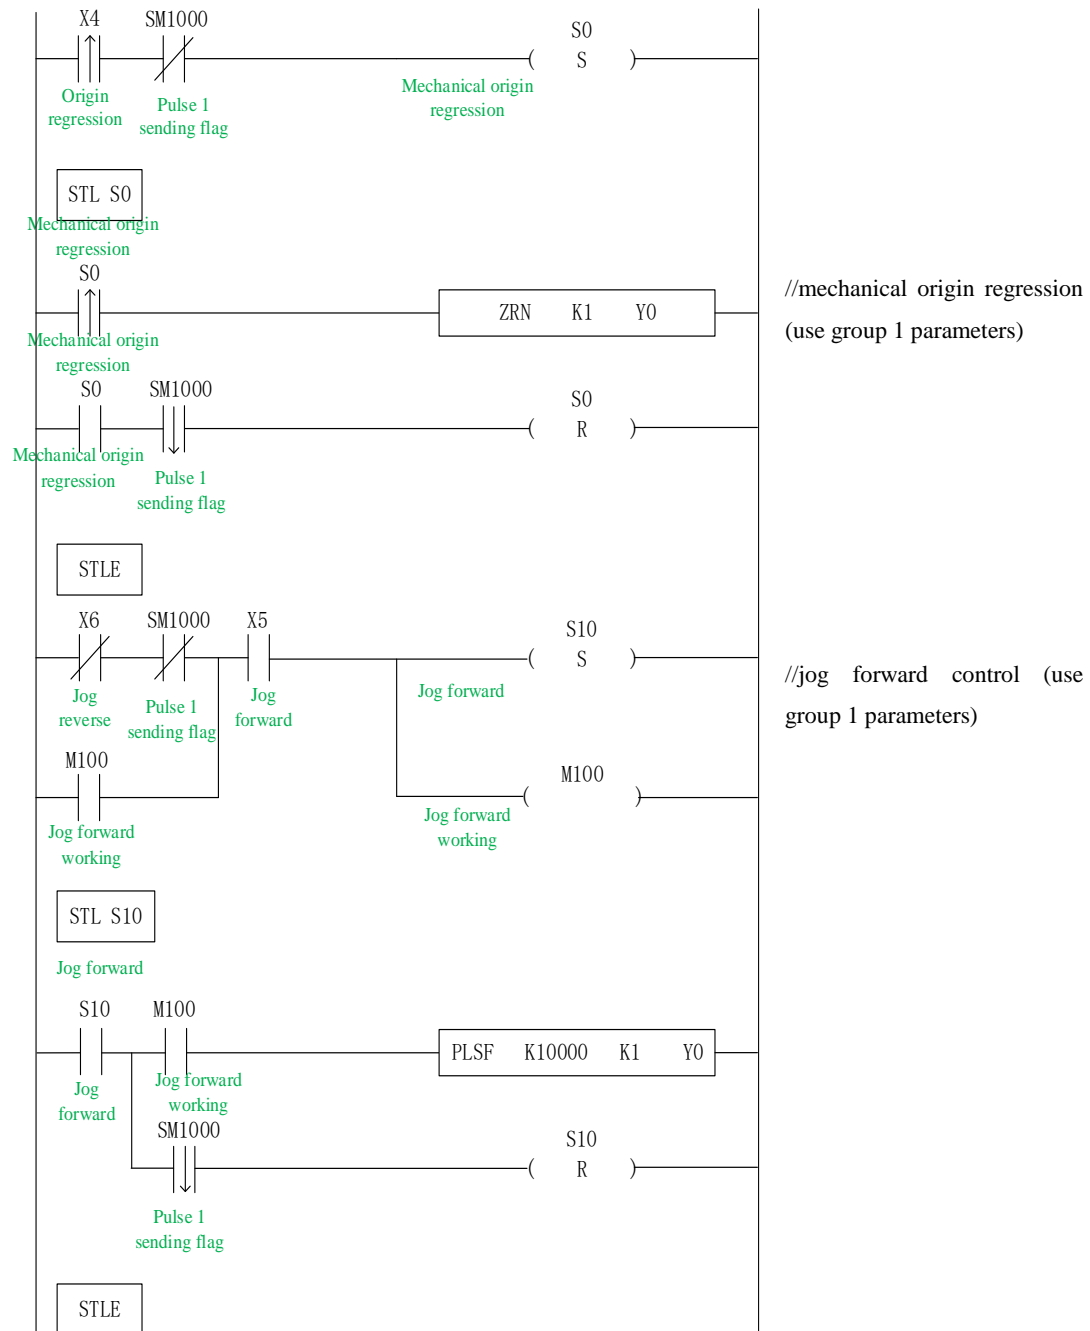 X4 SM1000 S0
( S )
Origin regression
Pulse 1 sending flag
Mechanical origin regression
STL S0
Mechanical origin regression
S0
ZRN K1 Y0
//mechanical origin regression
(use group 1 parameters)
Mechanical origin regression
S0 SM1000 S0
( R )
Mechanical origin regression
Pulse 1 sending flag
STLE
X6 SM1000 X5 S10
( S )
//jog forward control (use
group 1 parameters)
Jog reverse
Pulse 1 sending flag
Jog forward
Jog forward
M100 M100
( )
Jog forward working
Jog forward working
STL S10
Jog forward
S10 M100
PLSF K10000 K1 Y0
Jog forward
Jog forward working
SM1000 S10
( R )
Pulse 1 sending flag
STLE